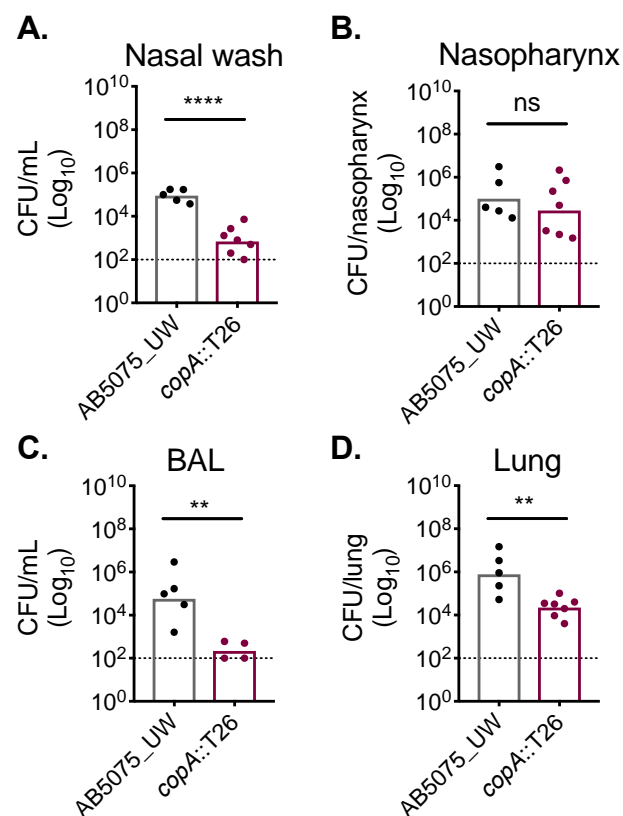 A.
Nasal wash
CFU/mL
(Log10)
10^10
10^8
10^6
10^4
10^2
10^0
****
AB5075_UW
copA::T26
B.
Nasopharynx
CFU/nasopharynx
(Log10)
10^10
10^8
10^6
10^4
10^2
10^0
ns
AB5075_UW
copA::T26
C.
BAL
CFU/mL
(Log10)
10^10
10^8
10^6
10^4
10^2
10^0
**
AB5075_UW
copA::T26
D.
Lung
CFU/lung
(Log10)
10^10
10^8
10^6
10^4
10^2
10^0
**
AB5075_UW
copA::T26